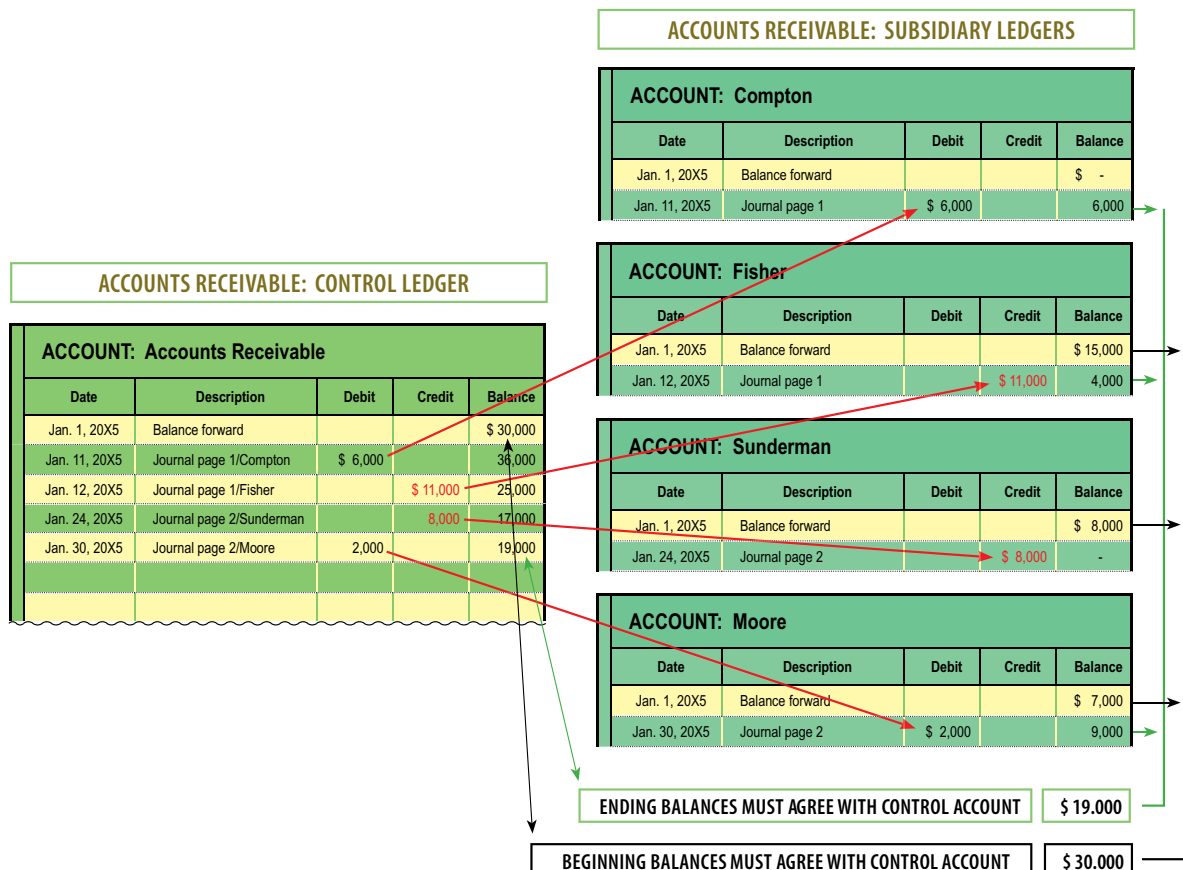 ACCOUNTS RECEIVABLE: SUBSIDIARY LEDGERS
ACCOUNT: Compton
Date Description Debit Credit Balance
Jan. 1, 20X5 Balance forward $ -
Jan. 11, 20X5 Journal page 1 $ 6,000 6,000
ACCOUNT: Fisher
Date Description Debit Credit Balance
Jan. 1, 20X5 Balance forward $ 15,000
Jan. 12, 20X5 Journal page 1 $ 11,000 4,000
ACCOUNT: Sunderman
Date Description Debit Credit Balance
Jan. 1, 20X5 Balance forward $ 8,000
Jan. 24, 20X5 Journal page 2 $ 8,000 -
ACCOUNT: Moore
Date Description Debit Credit Balance
Jan. 1, 20X5 Balance forward $ 7,000
Jan. 30, 20X5 Journal page 2 $ 2,000 9,000
ACCOUNTS RECEIVABLE: CONTROL LEDGER
ACCOUNT: Accounts Receivable
Date Description Debit Credit Balance
Jan. 1, 20X5 Balance forward $ 30,000
Jan. 11, 20X5 Journal page 1/Compton $ 6,000 36,000
Jan. 12, 20X5 Journal page 1/Fisher $ 11,000 25,000
Jan. 24, 20X5 Journal page 2/Sunderman 8,000 17,000
Jan. 30, 20X5 Journal page 2/Moore 2,000 19,000
ENDING BALANCES MUST AGREE WITH CONTROL ACCOUNT $ 19.000
BEGINNING BALANCES MUST AGREE WITH CONTROL ACCOUNT $ 30.000